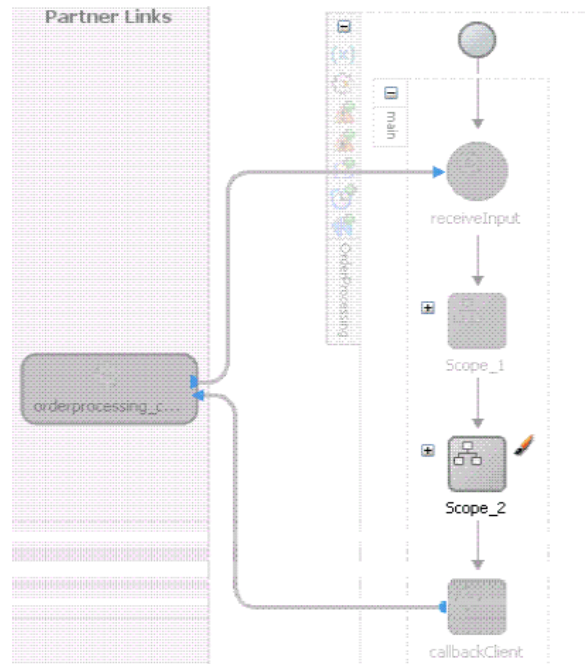 Partner Links
main
receiveInput
OrderProcessing
Scope_1
orderprocessing_c...
Scope_2
callbackClient